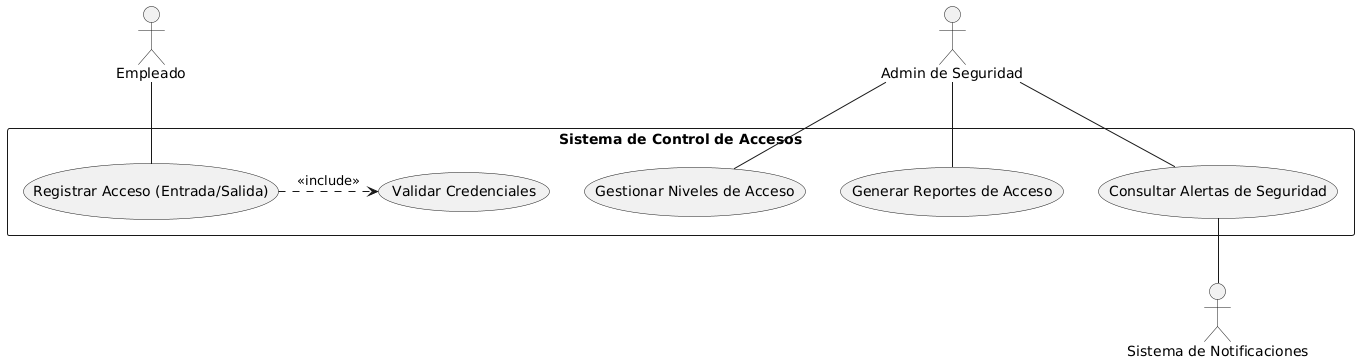 Empleado
Admin de Seguridad
Sistema de Control de Accesos
Registrar Acceso (Entrada/Salida)
«include»
Validar Credenciales
Gestionar Niveles de Acceso
Generar Reportes de Acceso
Consultar Alertas de Seguridad
Sistema de Notificaciones